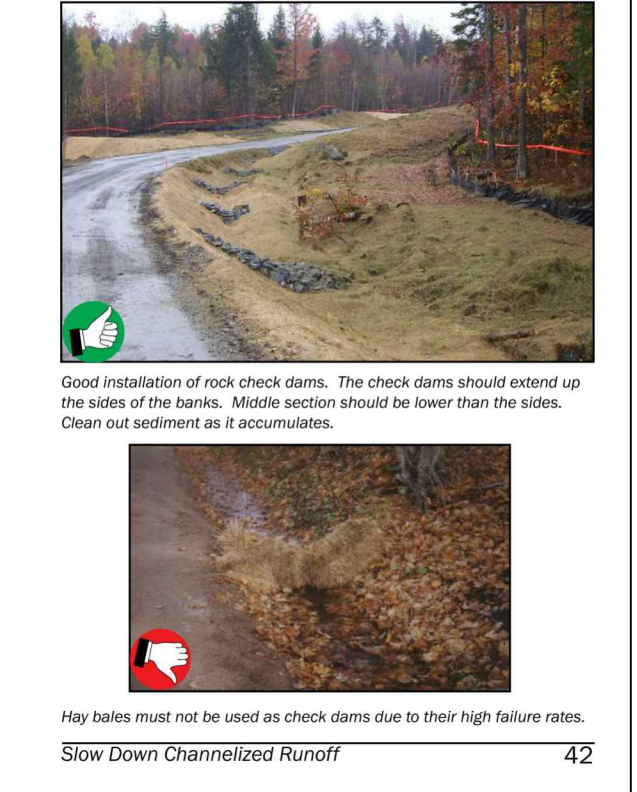 Good installation of rock check dams.  The check dams should extend up
the sides of the banks.  Middle section should be lower than the sides.
Clean out sediment as it accumulates.
Hay bales must not be used as check dams due to their high failure rates.
Slow Down Channelized Runoff 42